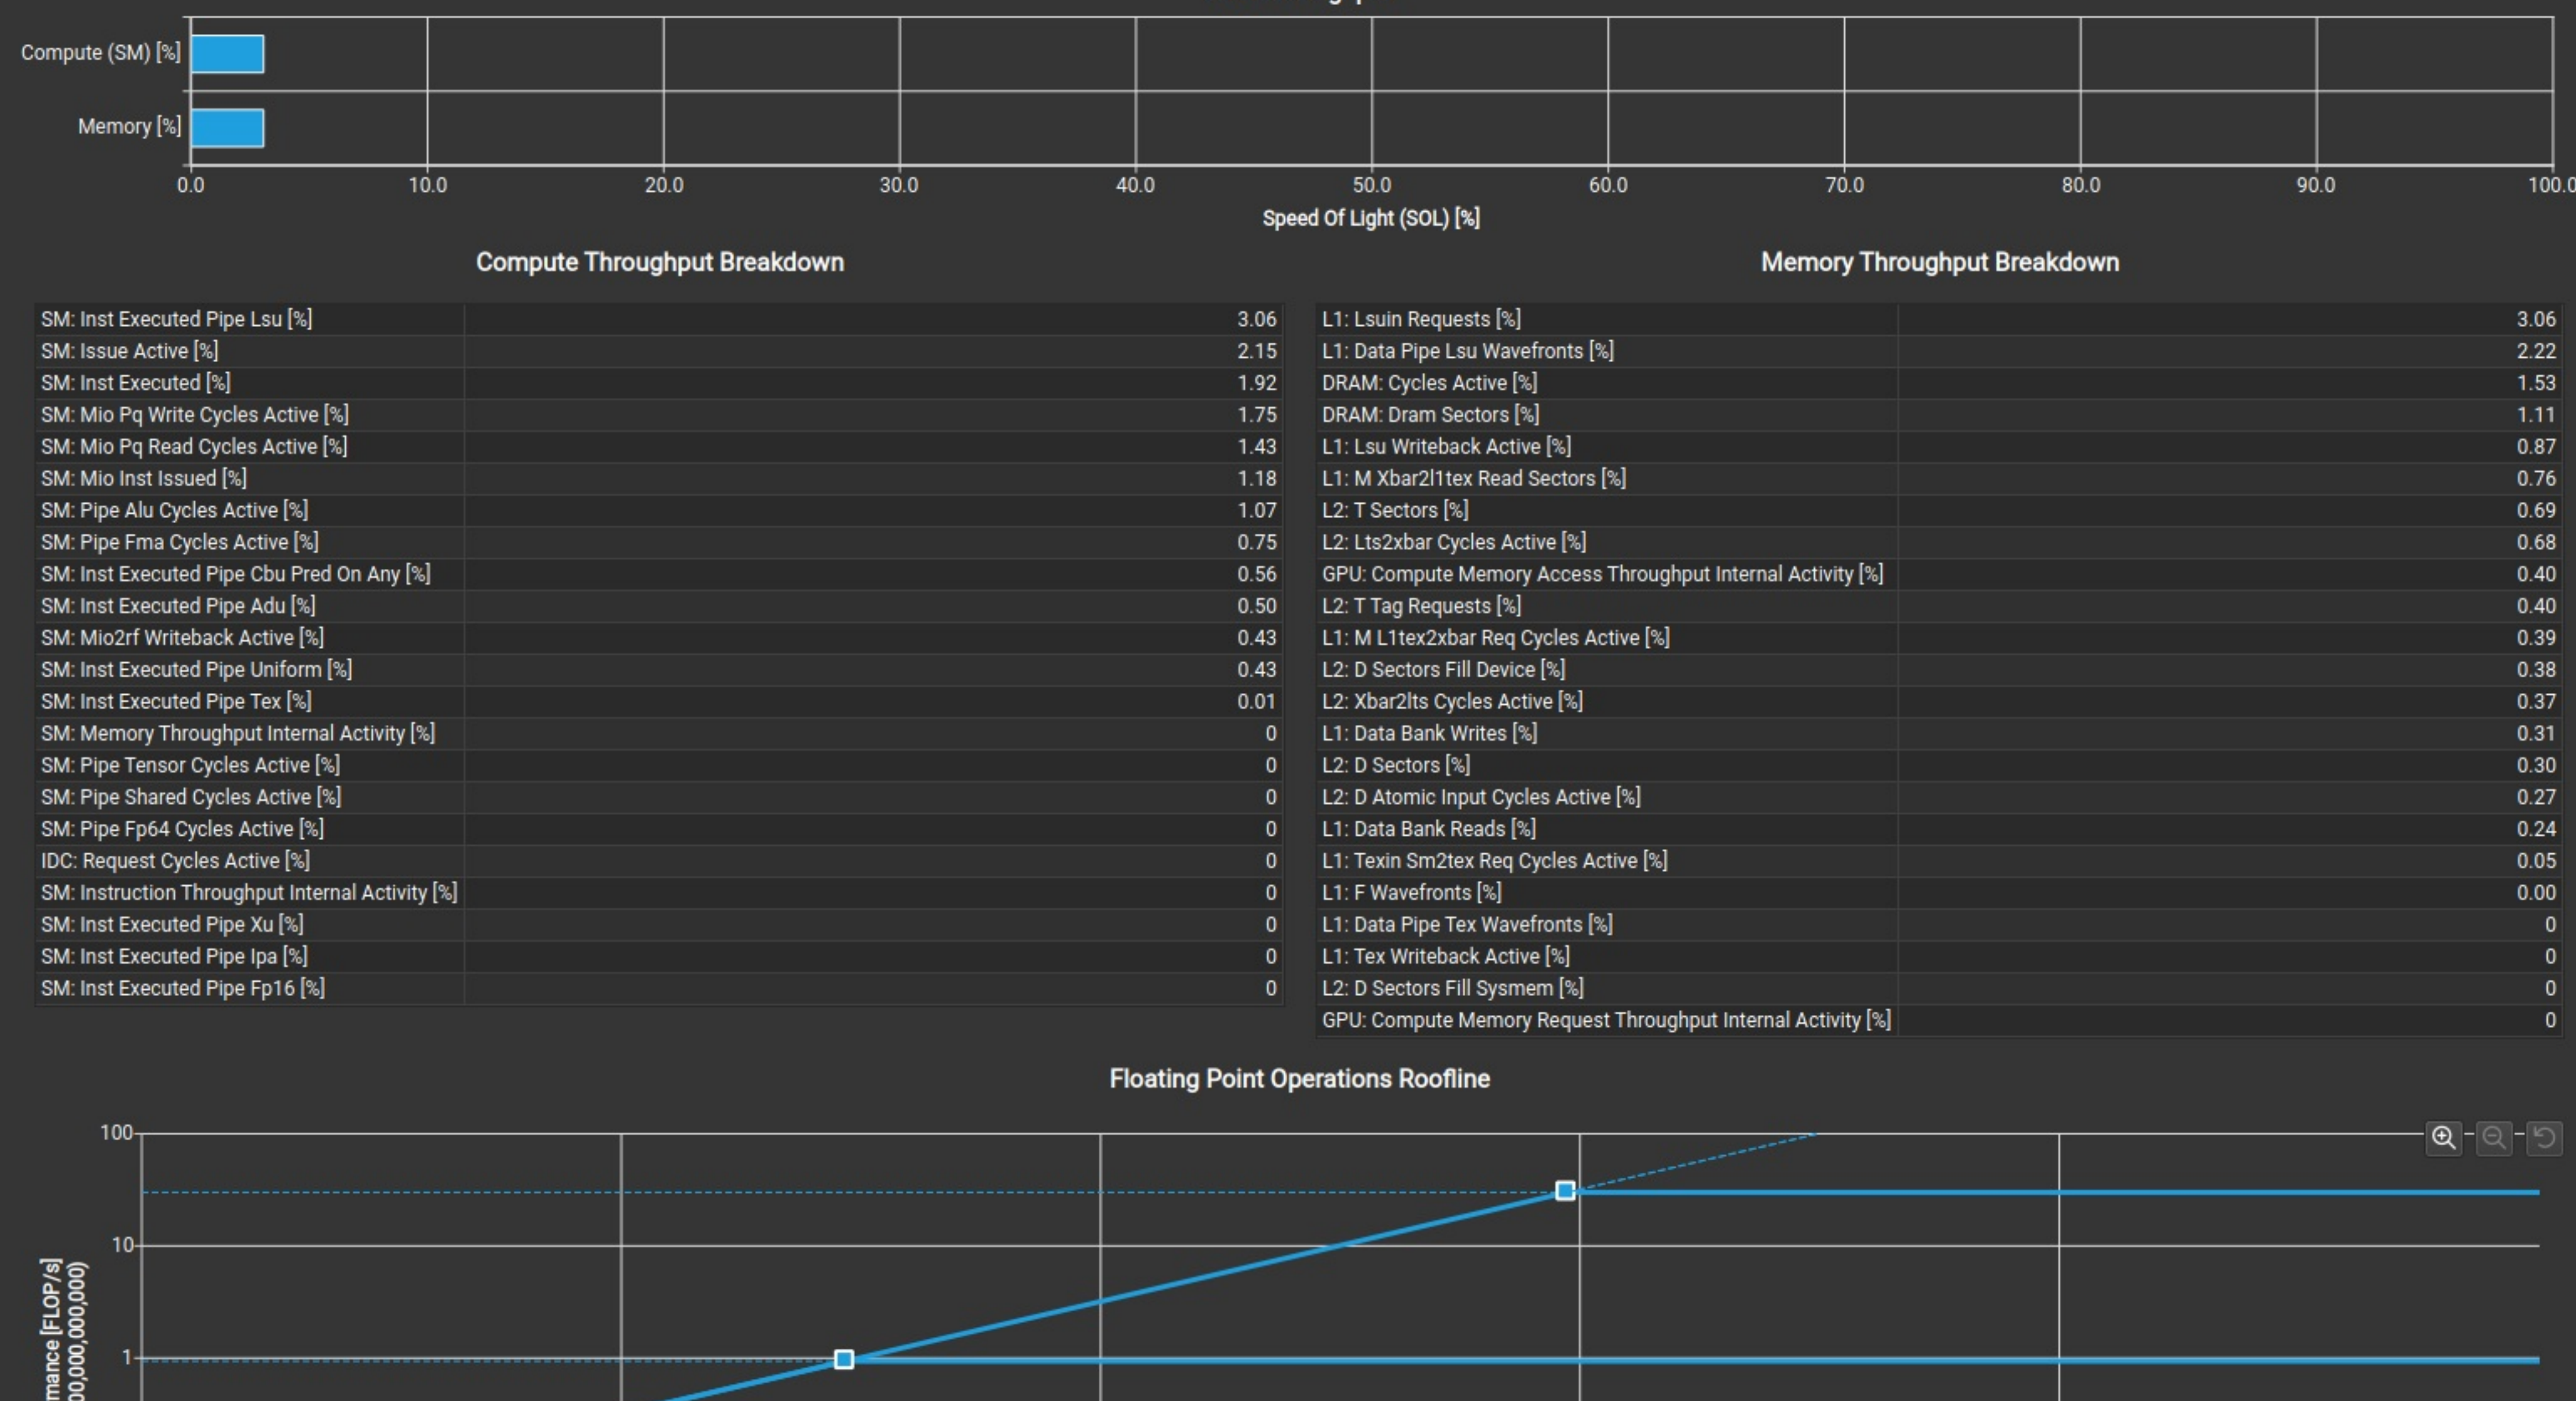 Compute (SM) [%]
Memory [%]
0.0 10.0 20.0 30.0 40.0 50.0 60.0 70.0 80.0 90.0 100.0
Speed Of Light (SOL) [%]
Compute Throughput Breakdown
SM: Inst Executed Pipe Lsu [%] 3.06
SM: Issue Active [%] 2.15
SM: Inst Executed [%] 1.92
SM: Mio Pq Write Cycles Active [%] 1.75
SM: Mio Pq Read Cycles Active [%] 1.43
SM: Mio Inst Issued [%] 1.18
SM: Pipe Alu Cycles Active [%] 1.07
SM: Pipe Fma Cycles Active [%] 0.75
SM: Inst Executed Pipe Cbu Pred On Any [%] 0.56
SM: Inst Executed Pipe Adu [%] 0.50
SM: Mio2rf Writeback Active [%] 0.43
SM: Inst Executed Pipe Uniform [%] 0.43
SM: Inst Executed Pipe Tex [%] 0.01
SM: Memory Throughput Internal Activity [%] 0
SM: Pipe Tensor Cycles Active [%] 0
SM: Pipe Shared Cycles Active [%] 0
SM: Pipe Fp64 Cycles Active [%] 0
IDC: Request Cycles Active [%] 0
SM: Instruction Throughput Internal Activity [%] 0
SM: Inst Executed Pipe Xu [%] 0
SM: Inst Executed Pipe Ipa [%] 0
SM: Inst Executed Pipe Fp16 [%] 0
Memory Throughput Breakdown
L1: Lsuin Requests [%] 3.06
L1: Data Pipe Lsu Wavefronts [%] 2.22
DRAM: Cycles Active [%] 1.53
DRAM: Dram Sectors [%] 1.11
L1: Lsu Writeback Active [%] 0.87
L1: M Xbar2l1tex Read Sectors [%] 0.76
L2: T Sectors [%] 0.69
L2: Lts2xbar Cycles Active [%] 0.68
GPU: Compute Memory Access Throughput Internal Activity [%] 0.40
L2: T Tag Requests [%] 0.40
L1: M L1tex2xbar Req Cycles Active [%] 0.39
L2: D Sectors Fill Device [%] 0.38
L2: Xbar2lts Cycles Active [%] 0.37
L1: Data Bank Writes [%] 0.31
L2: D Sectors [%] 0.30
L2: D Atomic Input Cycles Active [%] 0.27
L1: Data Bank Reads [%] 0.24
L1: Texin Sm2tex Req Cycles Active [%] 0.05
L1: F Wavefronts [%] 0.00
L1: Data Pipe Tex Wavefronts [%] 0
L1: Tex Writeback Active [%] 0
L2: D Sectors Fill Sysmem [%] 0
GPU: Compute Memory Request Throughput Internal Activity [%] 0
Floating Point Operations Roofline
100
10
1
mance [FLOP/s]
00,000,000,000)